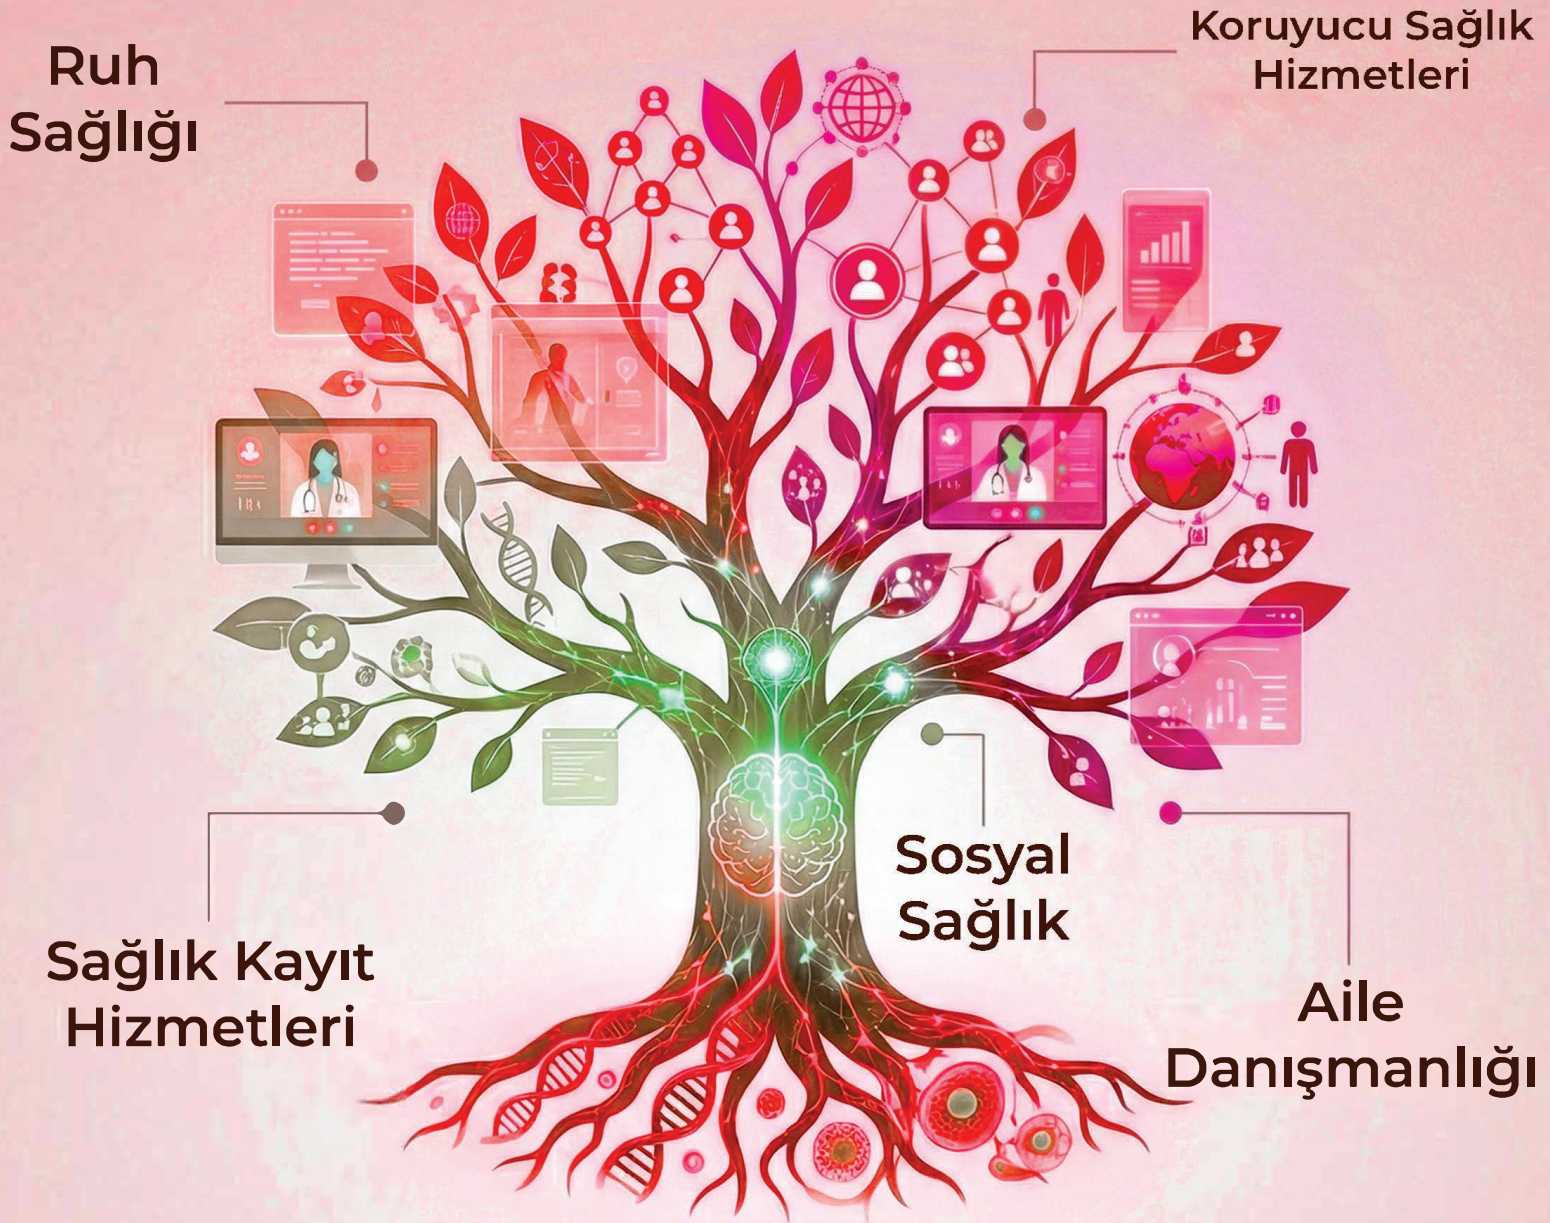 Ruh
Sağlığı
Koruyucu Sağlık
Hizmetleri
Sosyal
Sağlık
Sağlık Kayıt
Hizmetleri
Aile
Danışmanlığı